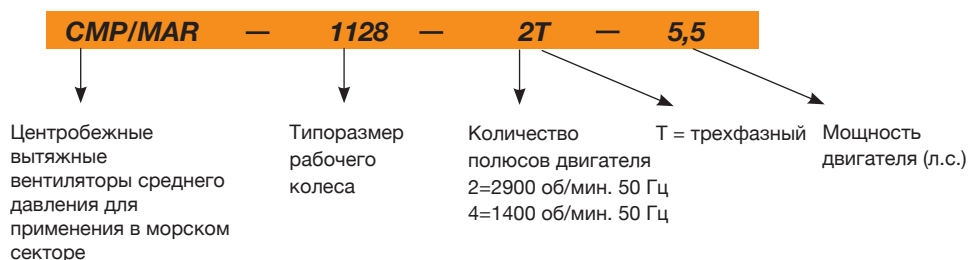 CMP/MAR — 1128 — 2T — 5,5
Центробежные
вытяжные
вентиляторы среднего
давления для
применения в морском
секторе
Типоразмер
рабочего
колеса
Количество
полюсов двигателя
2=2900 об/мин. 50 Гц
4=1400 об/мин. 50 Гц
T = трехфазный
Мощность
двигателя (л.с.)